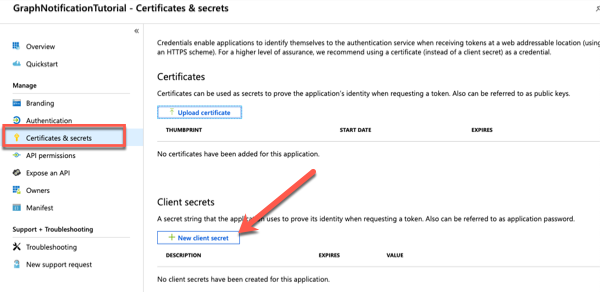 GraphNotificationTutorial - Certificates & secrets
«
Overview
Quickstart
Manage
Branding
Authentication
Certificates & secrets
API permissions
Expose an API
Owners
Manifest
Support + Troubleshooting
Troubleshooting
New support request
Credentials enable applications to identify themselves to the authentication service when receiving tokens at a web addressable location (using
an HTTPS scheme). For a higher level of assurance, we recommend using a certificate (instead of a client secret) as a credential.
Certificates
Certificates can be used as secrets to prove the application's identity when requesting a token. Also can be referred to as public keys.
Upload certificate
THUMBPRINT START DATE EXPIRES
No certificates have been added for this application.
Client secrets
A secret string that the application uses to prove its identity when requesting a token. Also can be referred to as application password.
+ New client secret
DESCRIPTION EXPIRES VALUE
No client secrets have been created for this application.